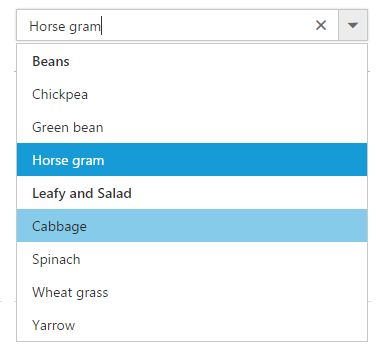 Horse gram
Beans
Chickpea
Green bean
Horse gram
Leafy and Salad
Cabbage
Spinach
Wheat grass
Yarrow